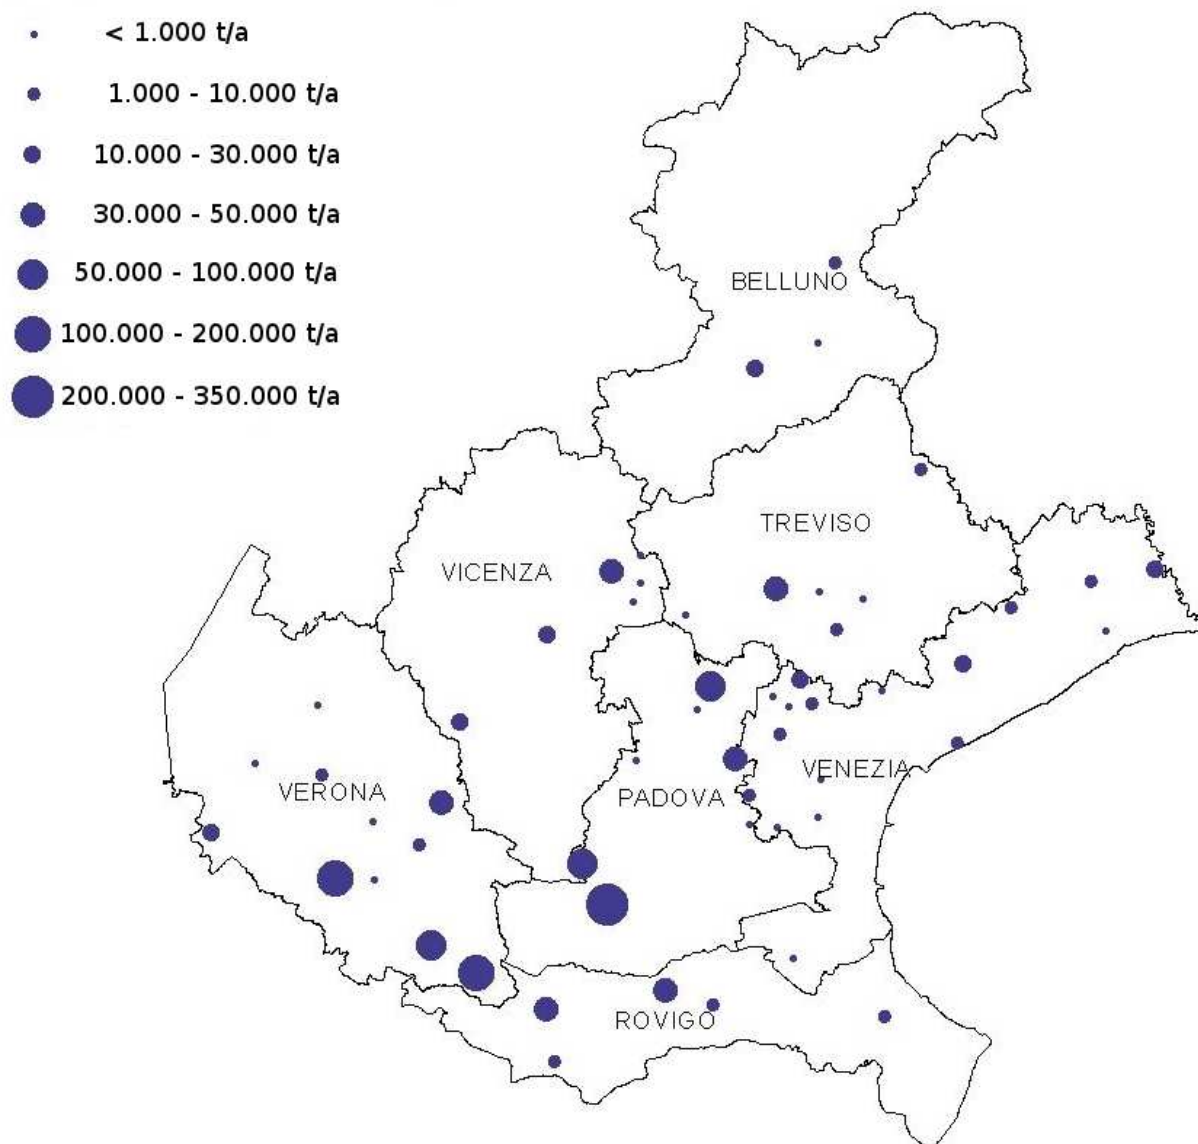 < 1.000 t/a
1.000 - 10.000 t/a
10.000 - 30.000 t/a
30.000 - 50.000 t/a
50.000 - 100.000 t/a
100.000 - 200.000 t/a
200.000 - 350.000 t/a
BELLUNO
TREVISO
VICENZA
VENEZIA
VERONA
PADOVA
ROVIGO